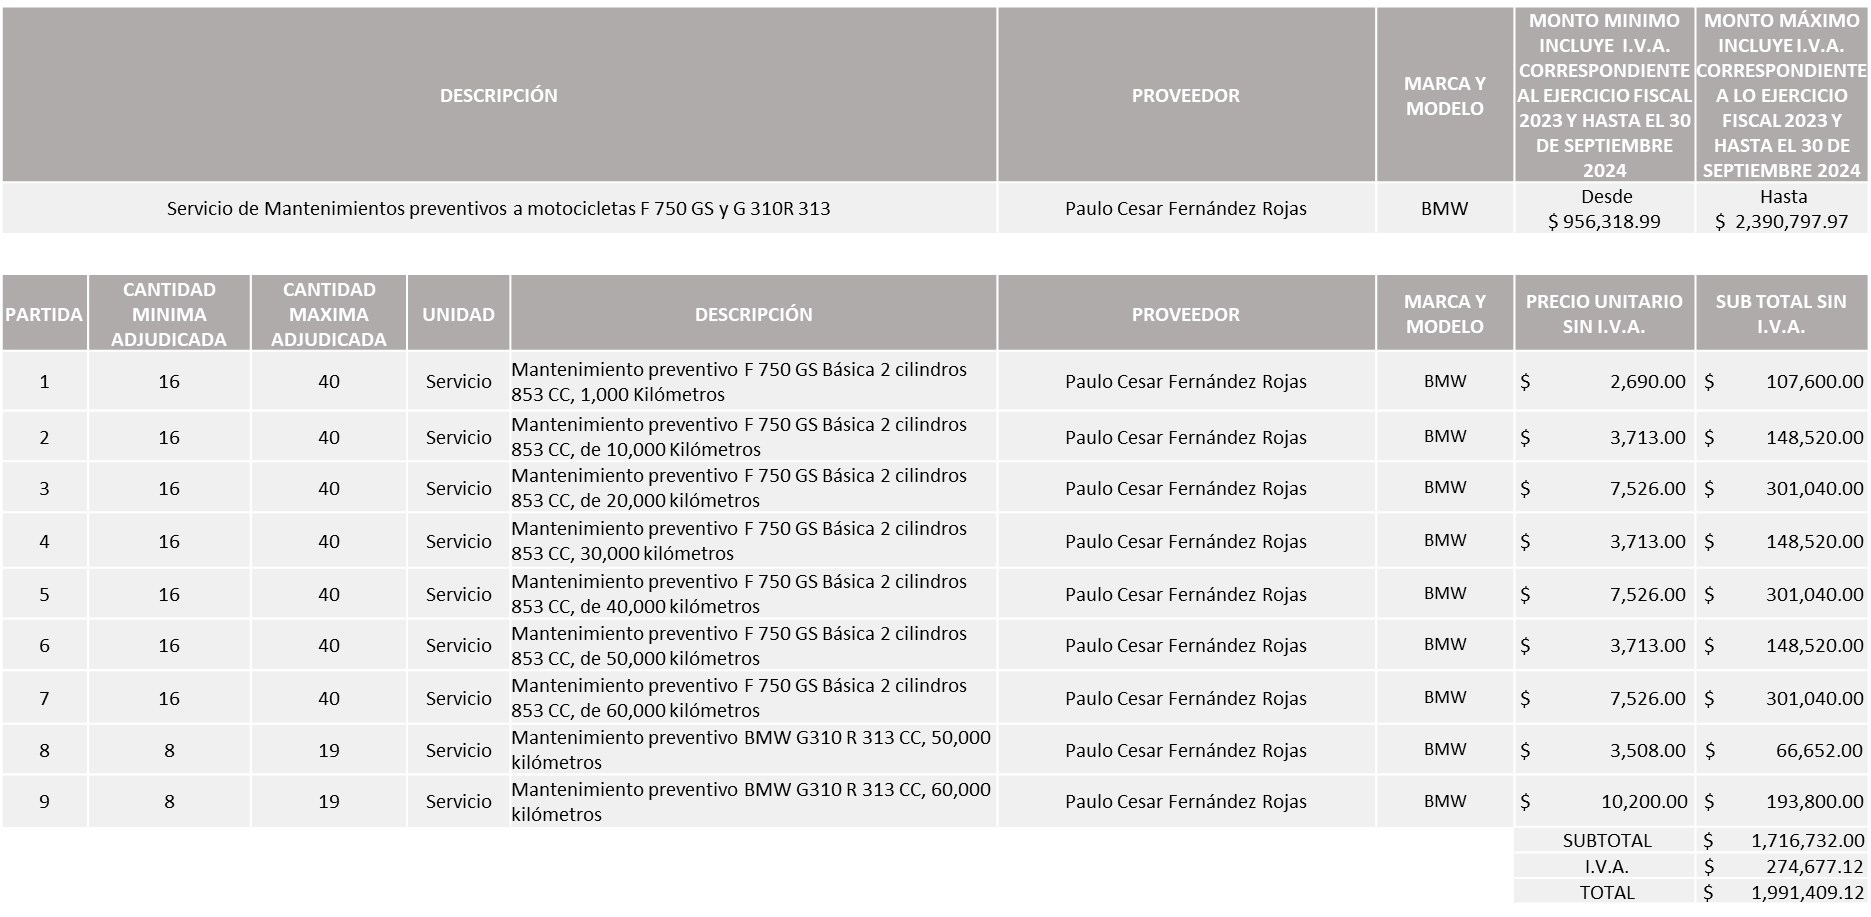 DESCRIPCIÓN
PROVEEDOR
MARCA Y
MODELO
MONTO MINIMO
INCLUYE I.V.A.
CORRESPONDIENTE
AL EJERCICIO FISCAL
2023 Y HASTA EL 30
DE SEPTIEMBRE
2024
MONTO MÁXIMO
INCLUYE I.V.A.
CORRESPONDIENTE
A LO EJERCICIO
FISCAL 2023 Y
HASTA EL 30 DE
SEPTIEMBRE 2024
Servicio de Mantenimientos preventivos a motocicletas F 750 GS y G 310R 313
Paulo Cesar Fernández Rojas
BMW
Desde
$ 956,318.99
Hasta
$ 2,390,797.97
PARTIDA
CANTIDAD
MINIMA
ADJUDICADA
CANTIDAD
MAXIMA
ADJUDICADA
UNIDAD
DESCRIPCIÓN
PROVEEDOR
MARCA Y
MODELO
PRECIO UNITARIO
SIN I.V.A.
SUB TOTAL SIN
I.V.A.
1
16
40
Servicio
Mantenimiento preventivo F 750 GS Básica 2 cilindros
853 CC, 1,000 Kilómetros
Paulo Cesar Fernández Rojas
BMW
$ 2,690.00
$ 107,600.00
2
16
40
Servicio
Mantenimiento preventivo F 750 GS Básica 2 cilindros
853 CC, de 10,000 Kilómetros
Paulo Cesar Fernández Rojas
BMW
$ 3,713.00
$ 148,520.00
3
16
40
Servicio
Mantenimiento preventivo F 750 GS Básica 2 cilindros
853 CC, de 20,000 kilómetros
Paulo Cesar Fernández Rojas
BMW
$ 7,526.00
$ 301,040.00
4
16
40
Servicio
Mantenimiento preventivo F 750 GS Básica 2 cilindros
853 CC, 30,000 kilómetros
Paulo Cesar Fernández Rojas
BMW
$ 3,713.00
$ 148,520.00
5
16
40
Servicio
Mantenimiento preventivo F 750 GS Básica 2 cilindros
853 CC, de 40,000 kilómetros
Paulo Cesar Fernández Rojas
BMW
$ 7,526.00
$ 301,040.00
6
16
40
Servicio
Mantenimiento preventivo F 750 GS Básica 2 cilindros
853 CC, de 50,000 kilómetros
Paulo Cesar Fernández Rojas
BMW
$ 3,713.00
$ 148,520.00
7
16
40
Servicio
Mantenimiento preventivo F 750 GS Básica 2 cilindros
853 CC, de 60,000 kilómetros
Paulo Cesar Fernández Rojas
BMW
$ 7,526.00
$ 301,040.00
8
8
19
Servicio
Mantenimiento preventivo BMW G310 R 313 CC, 50,000
kilómetros
Paulo Cesar Fernández Rojas
BMW
$ 3,508.00
$ 66,652.00
9
8
19
Servicio
Mantenimiento preventivo BMW G310 R 313 CC, 60,000
kilómetros
Paulo Cesar Fernández Rojas
BMW
$ 10,200.00
$ 193,800.00
SUBTOTAL
$ 1,716,732.00
I.V.A.
$ 274,677.12
TOTAL
$ 1,991,409.12